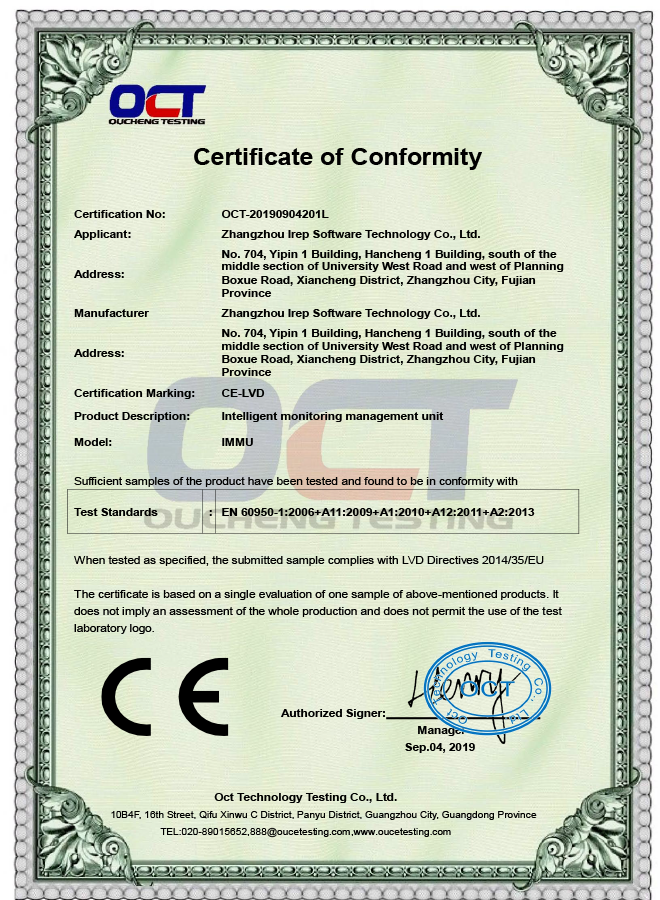 OCT
OUCHENG TESTING
Certificate of Conformity
Certification No: OCT-20190904201L
Applicant: Zhangzhou Irep Software Technology Co., Ltd.
Address: No. 704, Yipin 1 Building, Hancheng 1 Building, south of the
middle section of University West Road and west of Planning
Boxue Road, Xiancheng District, Zhangzhou City, Fujian
Province
Manufacturer Zhangzhou Irep Software Technology Co., Ltd.
Address: No. 704, Yipin 1 Building, Hancheng 1 Building, south of the
middle section of University West Road and west of Planning
Boxue Road, Xiancheng District, Zhangzhou City, Fujian
Province
Certification Marking: CE-LVD
Product Description: Intelligent monitoring management unit
Model: IMMU
OCT
OUCHENG TESTING
Sufficient samples of the product have been tested and found to be in conformity with
Test Standards : EN 60950-1:2006+A11:2009+A1:2010+A12:2011+A2:2013
When tested as specified, the submitted sample complies with LVD Directives 2014/35/EU
The certificate is based on a single evaluation of one sample of above-mentioned products. It
does not imply an assessment of the whole production and does not permit the use of the test
laboratory logo.
CE
Authorized Signer:
Henry
Oct Technology Testing Co., Ltd.
OCT
Manager
Sep.04, 2019
Oct Technology Testing Co., Ltd.
10B4F, 16th Street, Qifu Xinwu C District, Panyu District, Guangzhou City, Guangdong Province
TEL:020-89015652,888@oucetesting.com,www.oucetesting.com